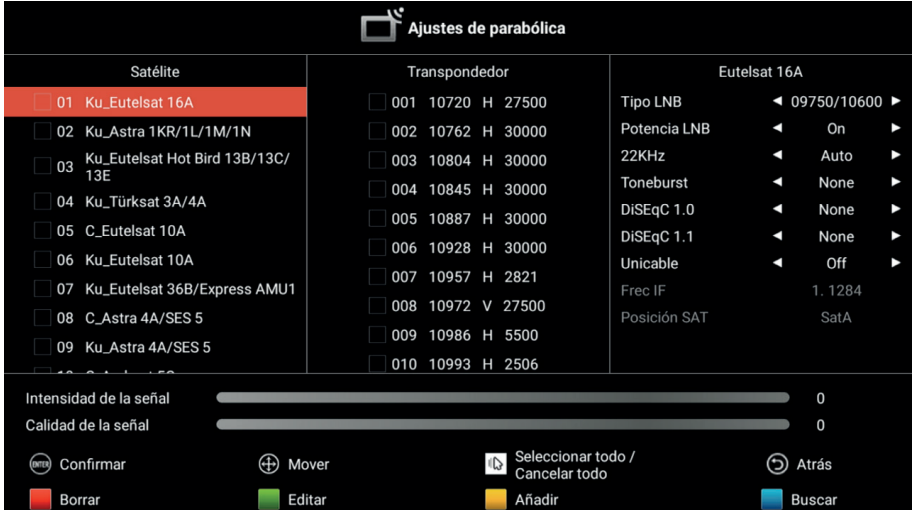 Ajustes de parabólica
Satélite
01 Ku_Eutelsat 16A
02 Ku_Astra 1KR/1L/1M/1N
03 Ku_Eutelsat Hot Bird 13B/13C/
13E
04 Ku_Türksat 3A/4A
05 C_Eutelsat 10A
06 Ku_Eutelsat 10A
07 Ku_Eutelsat 36B/Express AMU1
08 C_Astra 4A/SES 5
09 Ku_Astra 4A/SES 5
Transpondedor
001 10720 H 27500
002 10762 H 30000
003 10804 H 30000
004 10845 H 30000
005 10887 H 30000
006 10928 H 30000
007 10957 H 2821
008 10972 V 27500
009 10986 H 5500
010 10993 H 2506
Eutelsat 16A
Tipo LNB ◀ 09750/10600 ▶
Potencia LNB ◀ On ▶
22KHz ◀ Auto ▶
Toneburst ◀ None ▶
DiSEqC 1.0 ◀ None ▶
DiSEqC 1.1 ◀ None ▶
Unicable ◀ Off ▶
Frec IF 1. 1284
Posición SAT SatA
Intensidad de la señal 0
Calidad de la señal 0
ENTER Confirmar
Mover
Seleccionar todo /
Cancelar todo
Atrás
Borrar
Editar
Añadir
Buscar